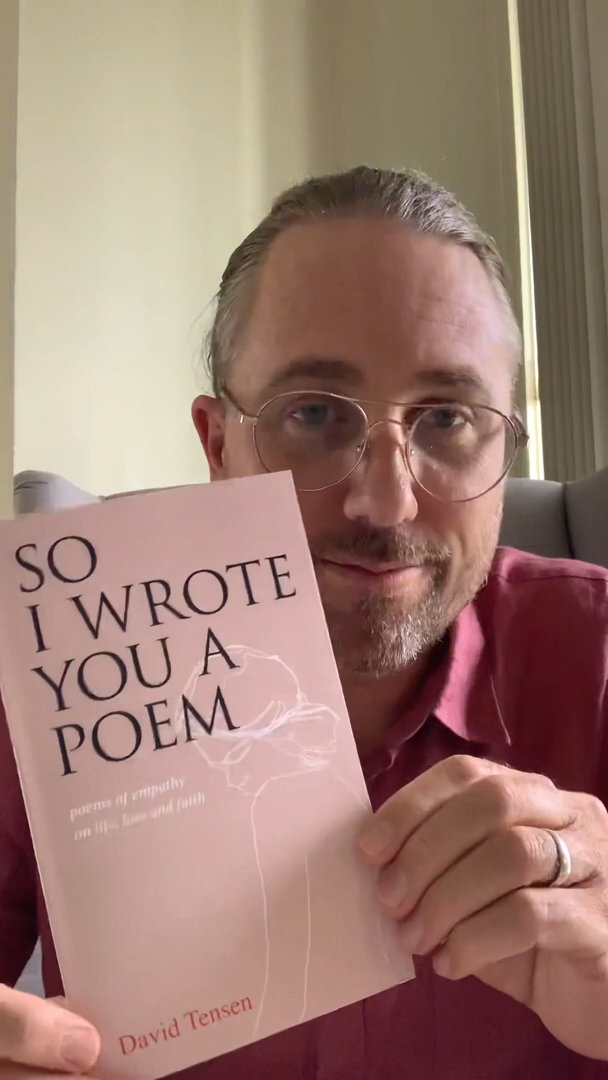 SO
I WROTE
YOU A
POEM
poems of empathy
on life, love and faith
David Tensen